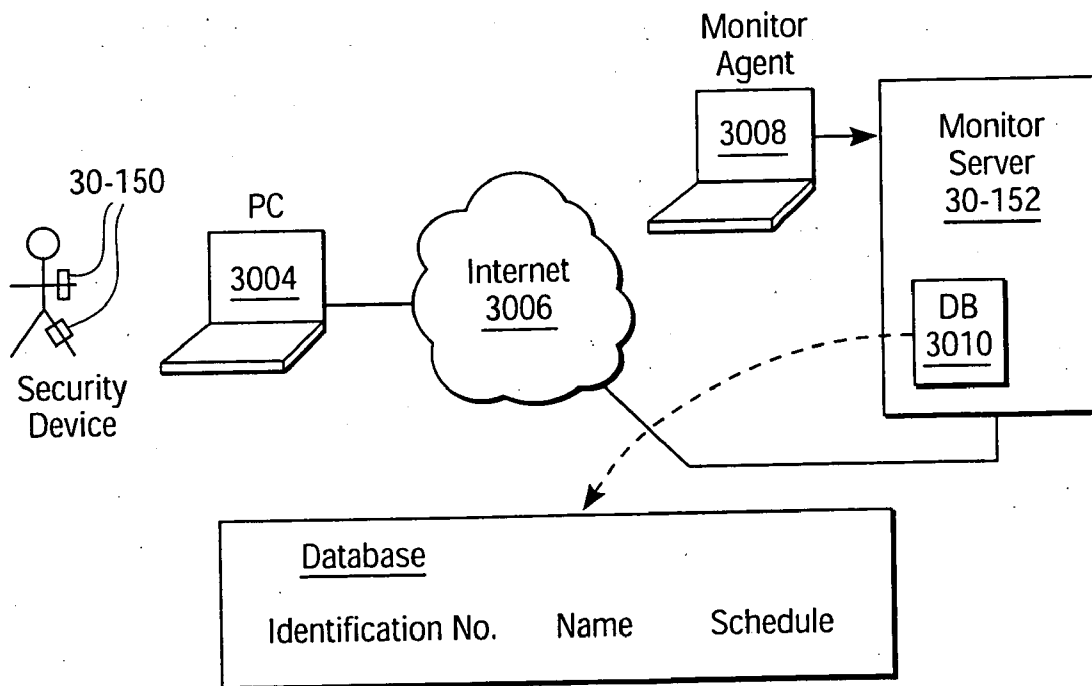 Monitor
Agent
3008
Monitor
Server
30-152
30-150
PC
3004
Internet
3006
DB
3010
Security
Device
Database
Identification No. Name Schedule